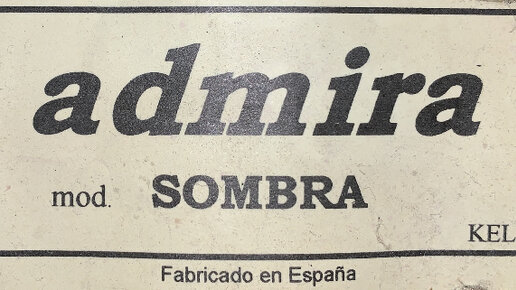 admira
mod. SOMBRA
KEL
Fabricado en España